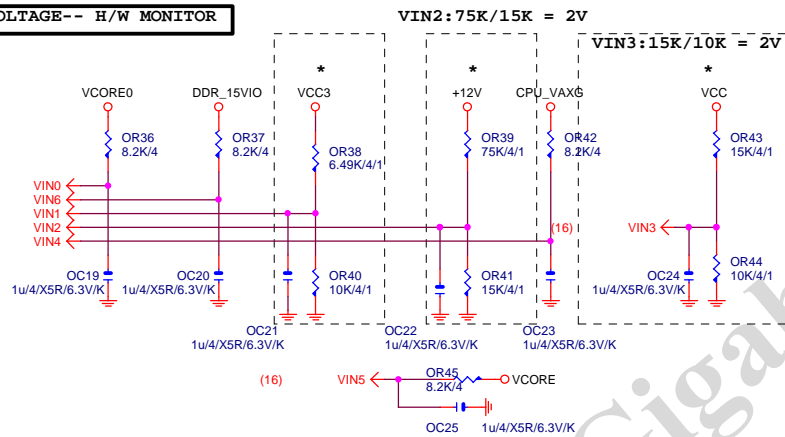 OLTAGE-- H/W MONITOR
VIN2:75K/15K = 2V
VIN3:15K/10K = 2V
* * *
VCORE0 DDR_15VIO VCC3 +12V CPU_VAXG VCC
OR36 8.2K/4
OR37 8.2K/4
OR38 6.49K/4/1
OR39 75K/4/1
OR42 8.2K/4
OR43 15K/4/1
VIN0
VIN6
VIN1
VIN2
VIN4
(16)
VIN3
OC19 1u/4/X5R/6.3V/K
OC20 1u/4/X5R/6.3V/K
OR40 10K/4/1
OR41 15K/4/1
OC24 1u/4/X5R/6.3V/K
OR44 10K/4/1
OC21 1u/4/X5R/6.3V/K
OC22 1u/4/X5R/6.3V/K
OC23 1u/4/X5R/6.3V/K
(16)
VIN5
OR45 8.2K/4
VCORE
OC25 1u/4/X5R/6.3V/K
Gigab